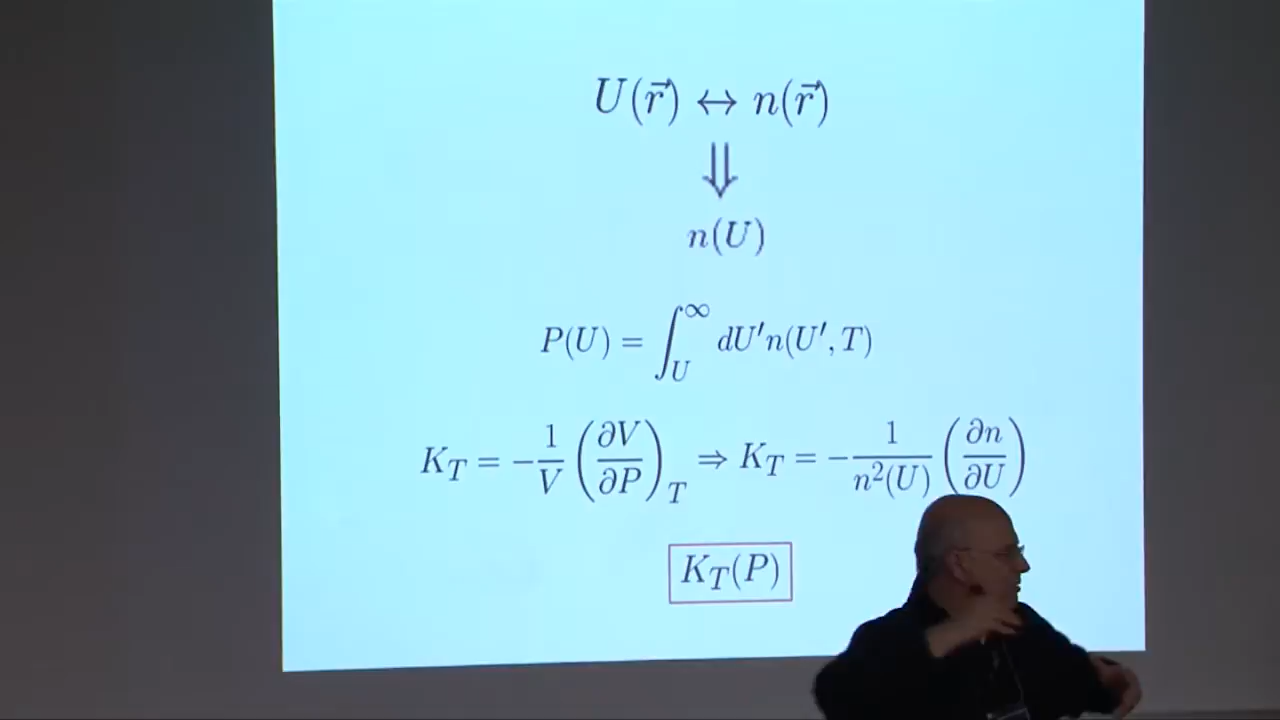 U(r⃗) ↔ n(r⃗)
⇓
n(U)
P(U) = ∫_U^∞ dU′n(U′, T)
K_T = −1/V (∂V/∂P)_T ⇒ K_T = −1/n²(U) (∂n/∂U)
K_T(P)